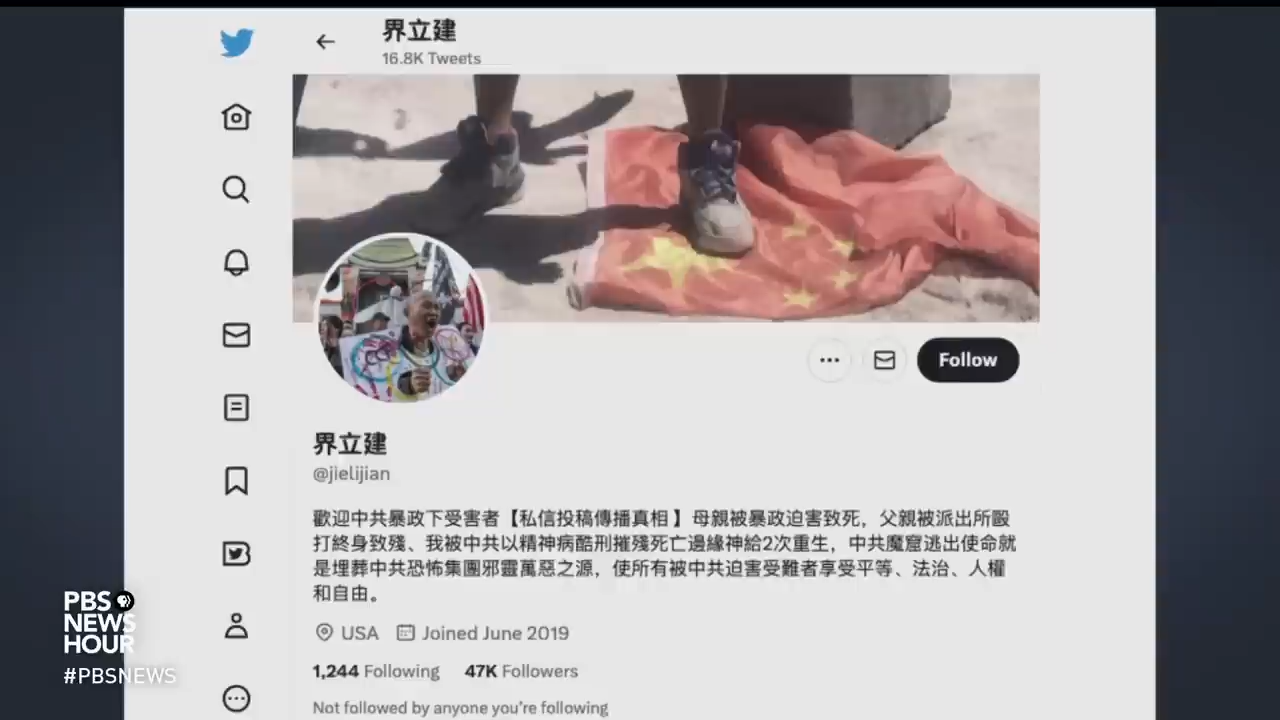 界立建
16.8K Tweets
Follow
界立建
@jielijian
歡迎中共暴政下受害者【私信投稿傳播真相】母親被暴政迫害致死，父親被派出所毆
打終身致殘、我被中共以精神病酷刑摧殘死亡邊緣神給2次重生，中共魔窟逃出使命就
是埋葬中共恐怖集團邪靈萬惡之源，使所有被中共迫害受難者享受平等、法治、人權
和自由。
USA Joined June 2019
1,244 Following 47K Followers
Not followed by anyone you're following
PBS
NEWS
HOUR
#PBSNEWS